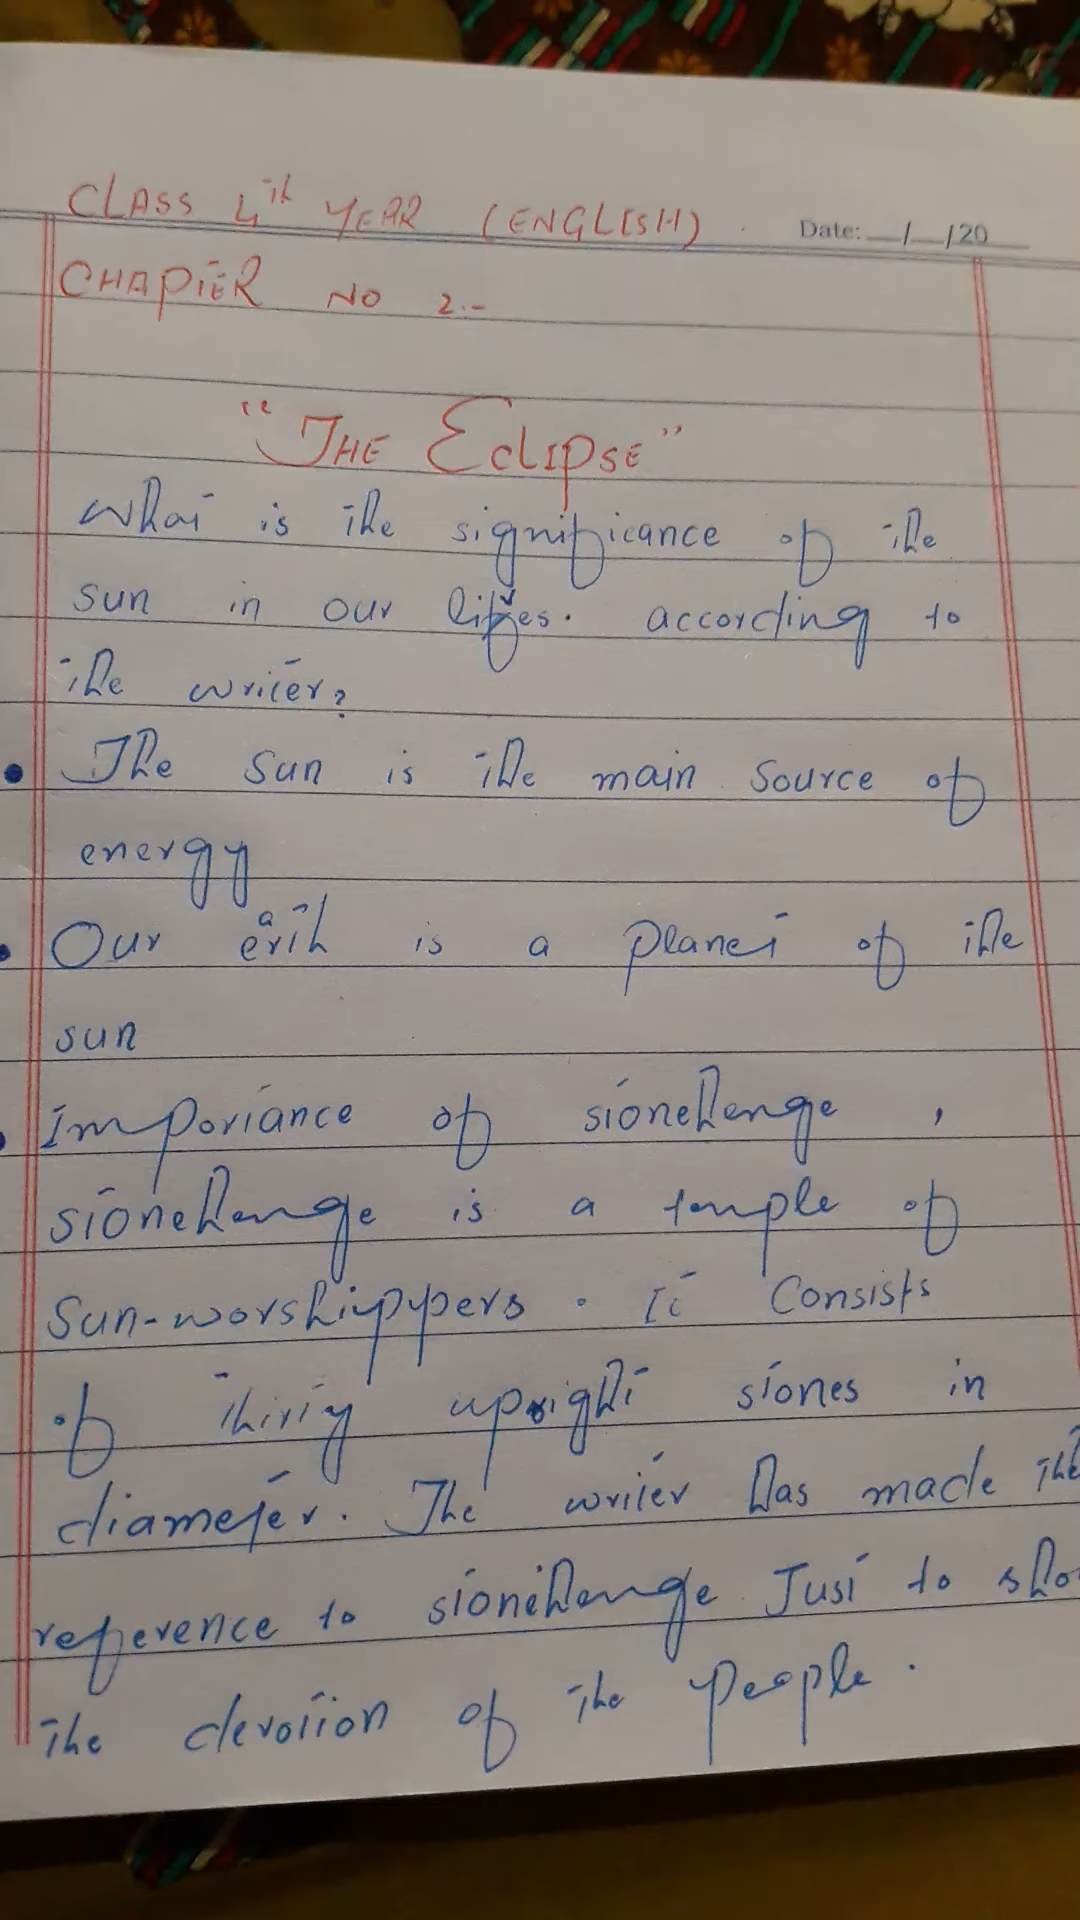 CLASS 4th YEAR (ENGLISH)
Date: __/__/20
CHAPTER NO 2.-
"THE EClIPSE"
What is the significance of the
sun in our lives. according to
the writer?
• The Sun is the main source of
energy
• Our earth is a planet of the
sun
• Importance of stonehenge,
stonehenge is a temple of
Sun-worshippers. It Consists
of thirty upright stones in
diameter. The writer has made the
reference to stonehenge Just to sho
the devotion of the people.